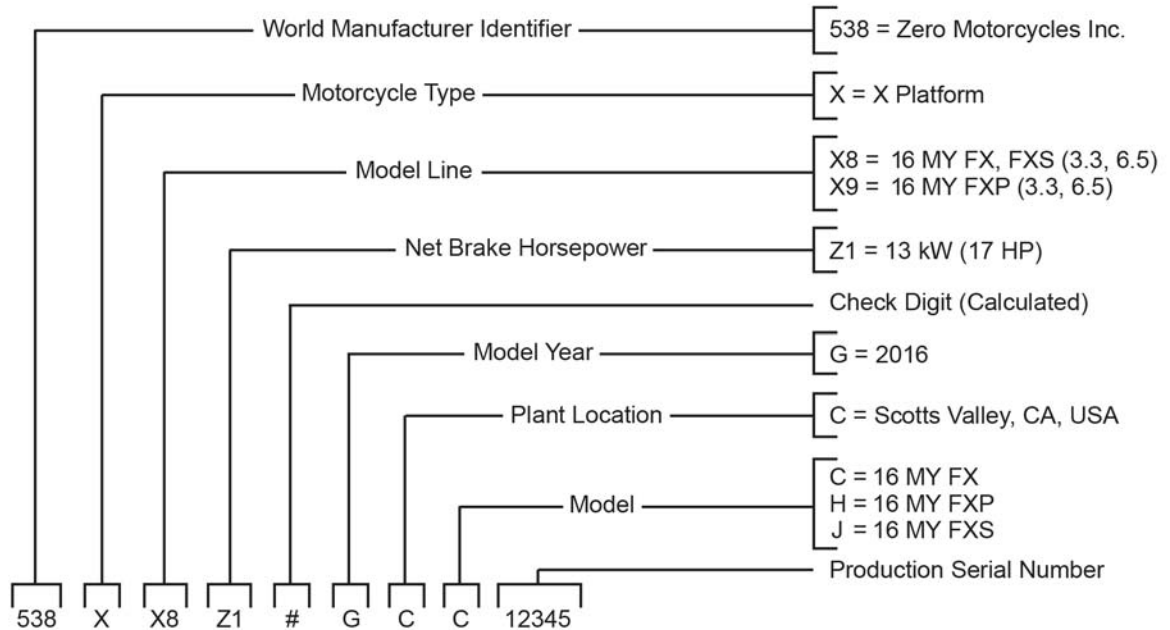 World Manufacturer Identifier
538 = Zero Motorcycles Inc.
Motorcycle Type
X = X Platform
Model Line
X8 = 16 MY FX, FXS (3.3, 6.5)
X9 = 16 MY FXP (3.3, 6.5)
Net Brake Horsepower
Z1 = 13 kW (17 HP)
Check Digit (Calculated)
Model Year
G = 2016
Plant Location
C = Scotts Valley, CA, USA
Model
C = 16 MY FX
H = 16 MY FXP
J = 16 MY FXS
Production Serial Number
538 X X8 Z1 # G C C 12345